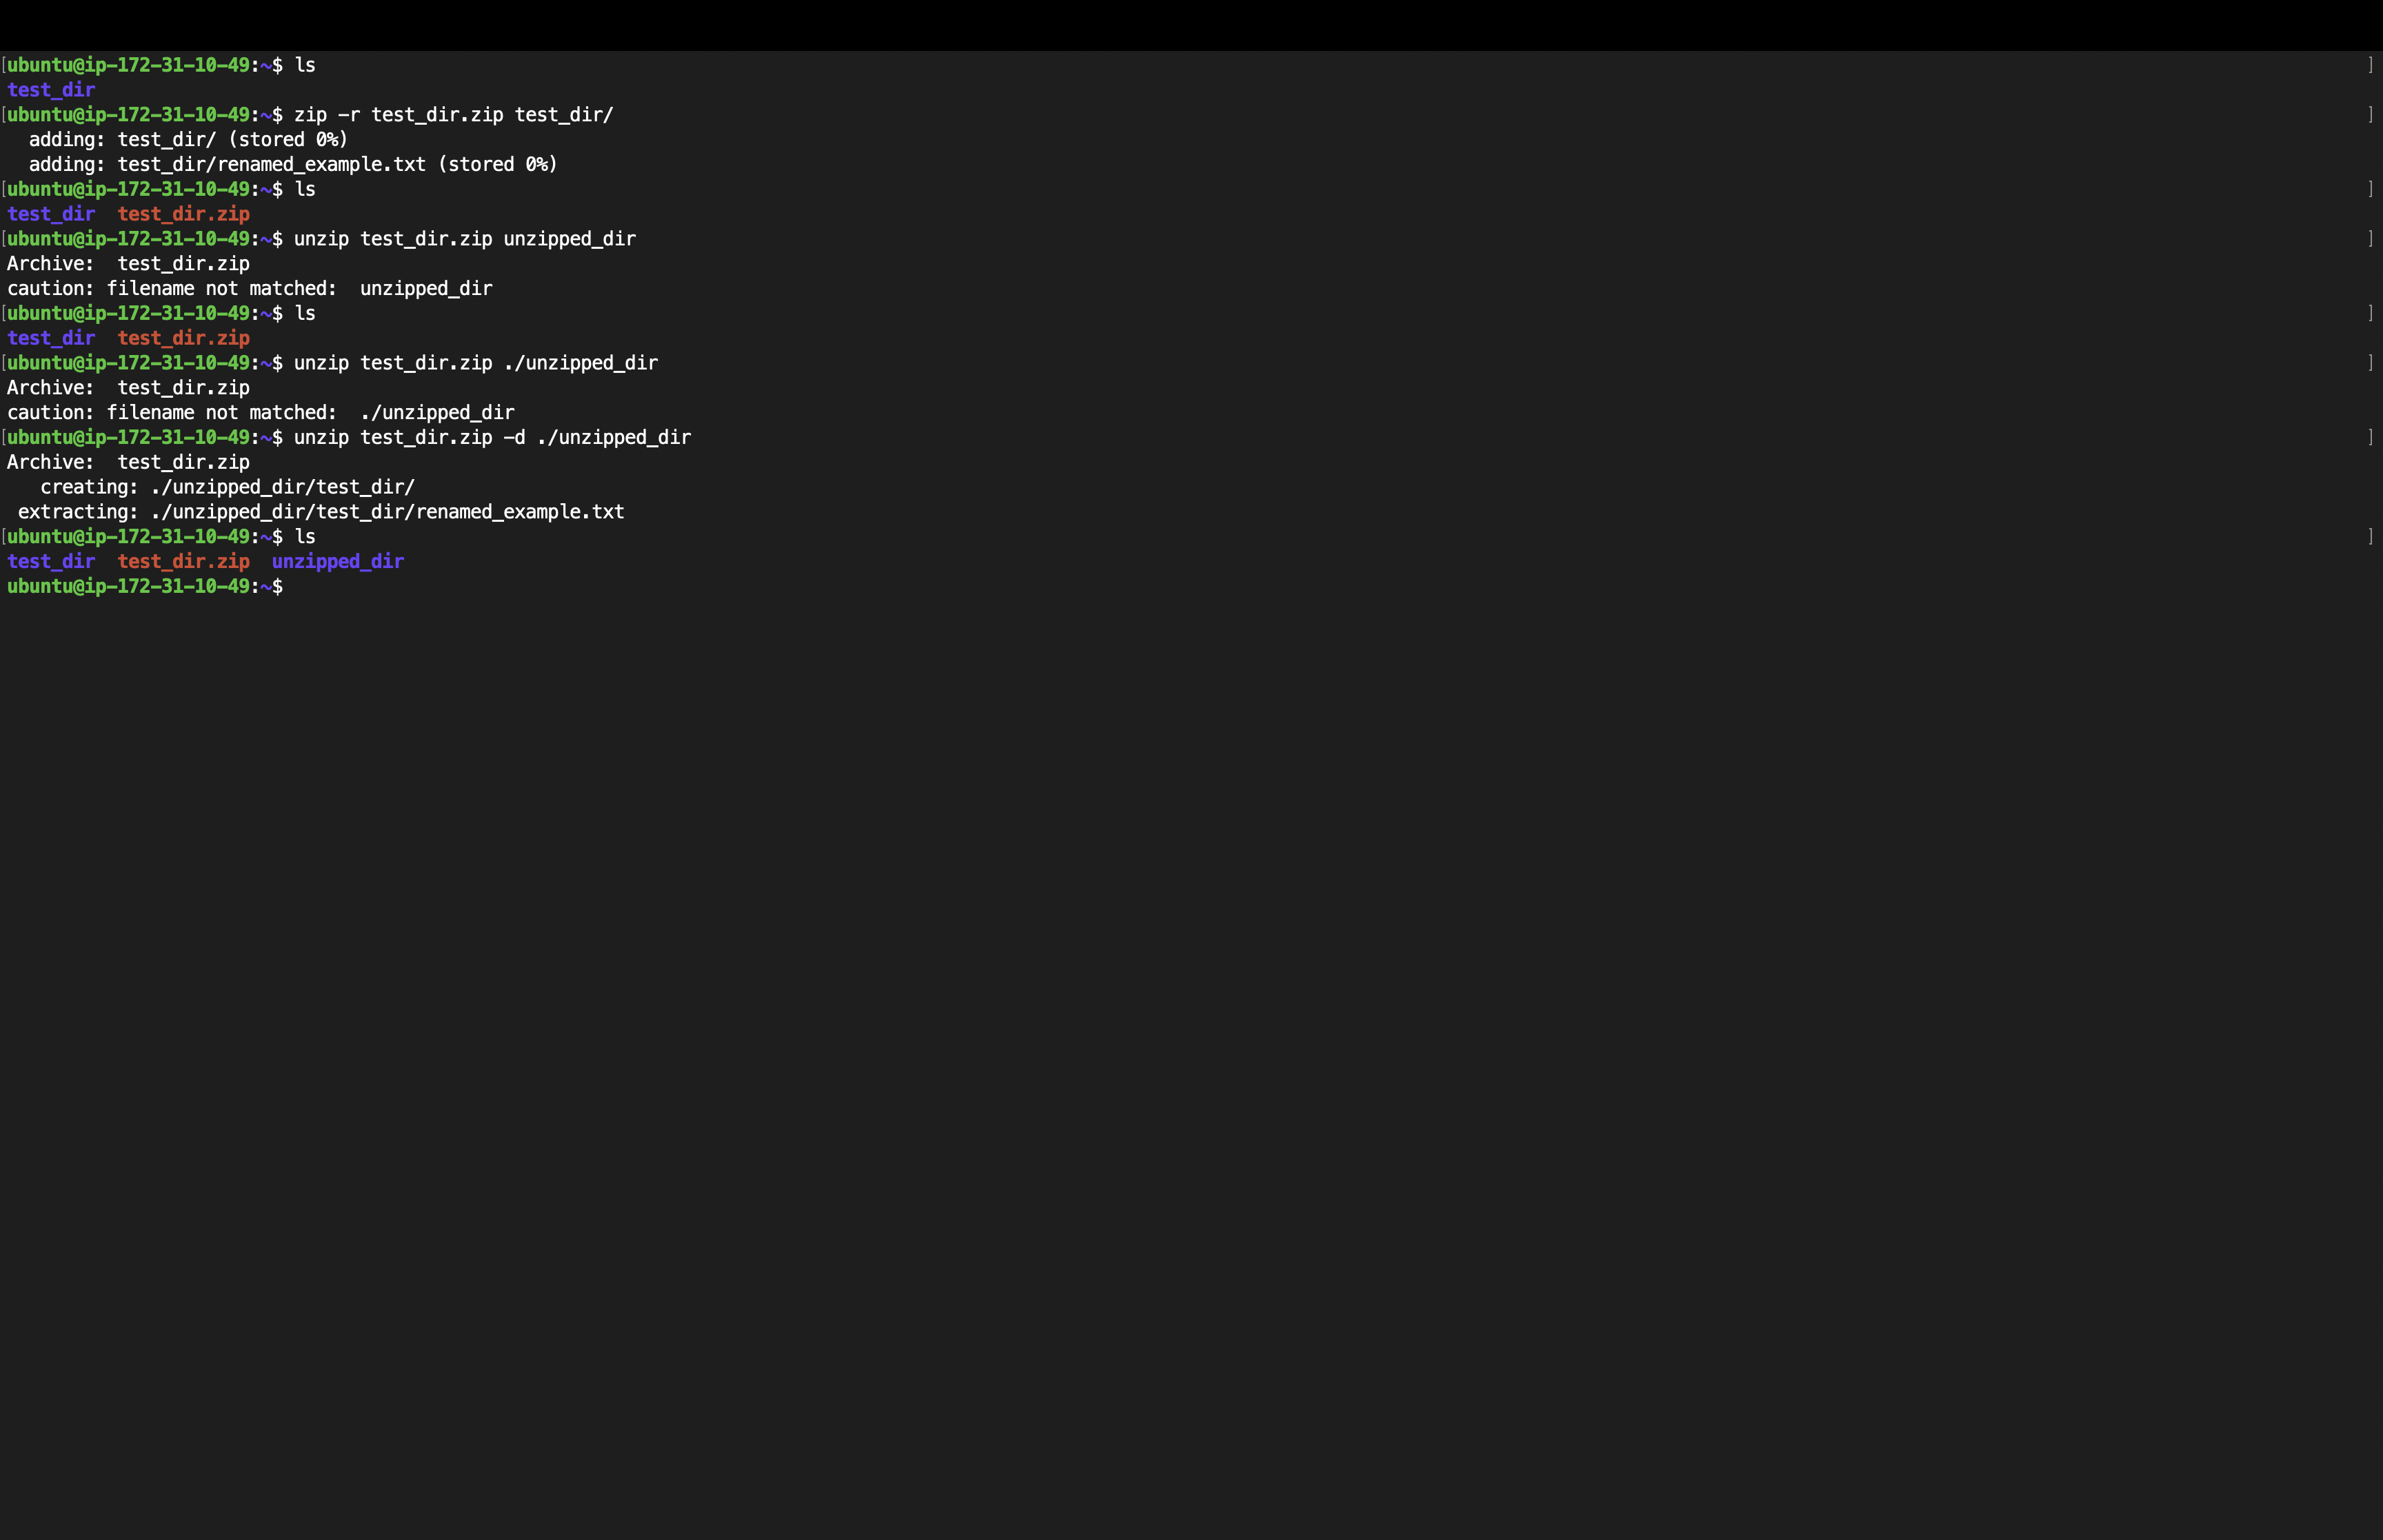 [ubuntu@ip-172-31-10-49:~$ ls ]
test_dir
[ubuntu@ip-172-31-10-49:~$ zip -r test_dir.zip test_dir/ ]
  adding: test_dir/ (stored 0%)
  adding: test_dir/renamed_example.txt (stored 0%)
[ubuntu@ip-172-31-10-49:~$ ls ]
test_dir  test_dir.zip
[ubuntu@ip-172-31-10-49:~$ unzip test_dir.zip unzipped_dir ]
Archive:  test_dir.zip
caution: filename not matched:  unzipped_dir
[ubuntu@ip-172-31-10-49:~$ ls ]
test_dir  test_dir.zip
[ubuntu@ip-172-31-10-49:~$ unzip test_dir.zip ./unzipped_dir ]
Archive:  test_dir.zip
caution: filename not matched:  ./unzipped_dir
[ubuntu@ip-172-31-10-49:~$ unzip test_dir.zip -d ./unzipped_dir ]
Archive:  test_dir.zip
   creating: ./unzipped_dir/test_dir/
 extracting: ./unzipped_dir/test_dir/renamed_example.txt
[ubuntu@ip-172-31-10-49:~$ ls ]
test_dir  test_dir.zip  unzipped_dir
ubuntu@ip-172-31-10-49:~$